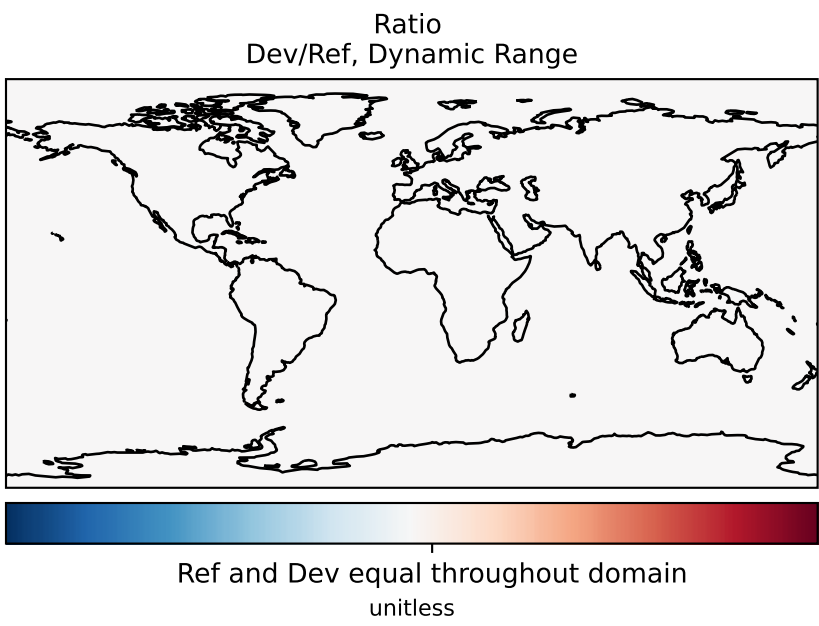 Ratio
Dev/Ref, Dynamic Range
Ref and Dev equal throughout domain
unitless